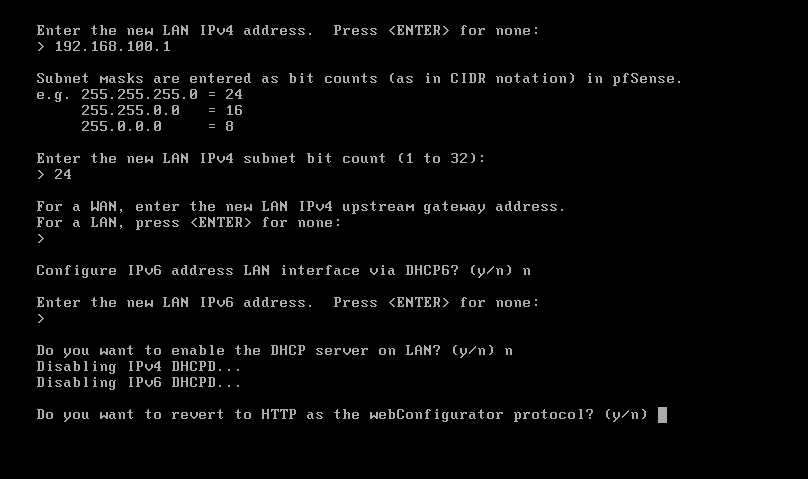 Enter the new LAN IPv4 address.  Press <ENTER> for none:
> 192.168.100.1
Subnet masks are entered as bit counts (as in CIDR notation) in pfSense.
e.g. 255.255.255.0 = 24
     255.255.0.0   = 16
     255.0.0.0     = 8
Enter the new LAN IPv4 subnet bit count (1 to 32):
> 24
For a WAN, enter the new LAN IPv4 upstream gateway address.
For a LAN, press <ENTER> for none:
>
Configure IPv6 address LAN interface via DHCP6? (y/n) n
Enter the new LAN IPv6 address.  Press <ENTER> for none:
>
Do you want to enable the DHCP server on LAN? (y/n) n
Disabling IPv4 DHCPD...
Disabling IPv6 DHCPD...
Do you want to revert to HTTP as the webConfigurator protocol? (y/n)